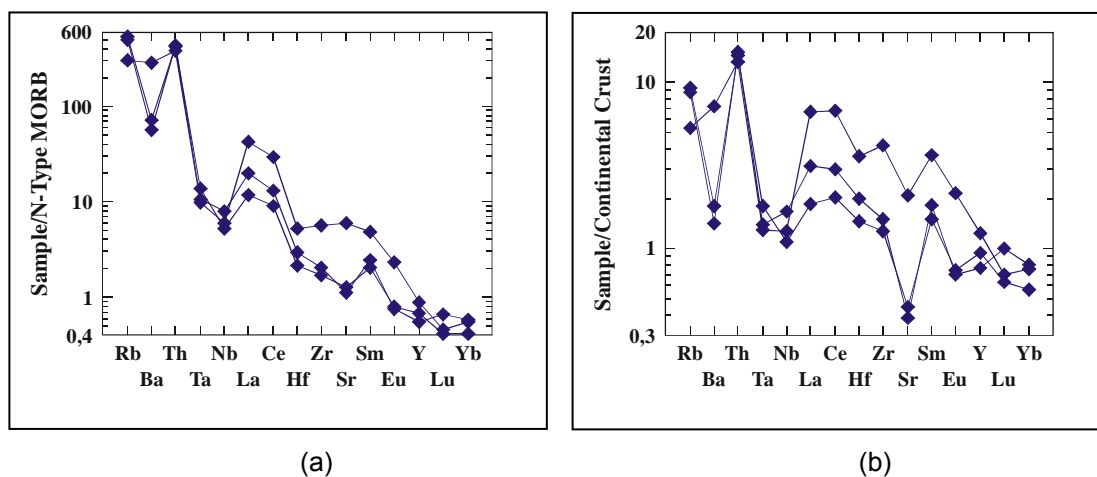 Sample/N-Type MORB
600
100
10
1
0,4
Rb Th Nb Ce Zr Sm Y Yb
Ba Ta La Hf Sr Eu Lu
(a)
Sample/Continental Crust
20
10
1
0,3
Rb Th Nb Ce Zr Sm Y Yb
Ba Ta La Hf Sr Eu Lu
(b)